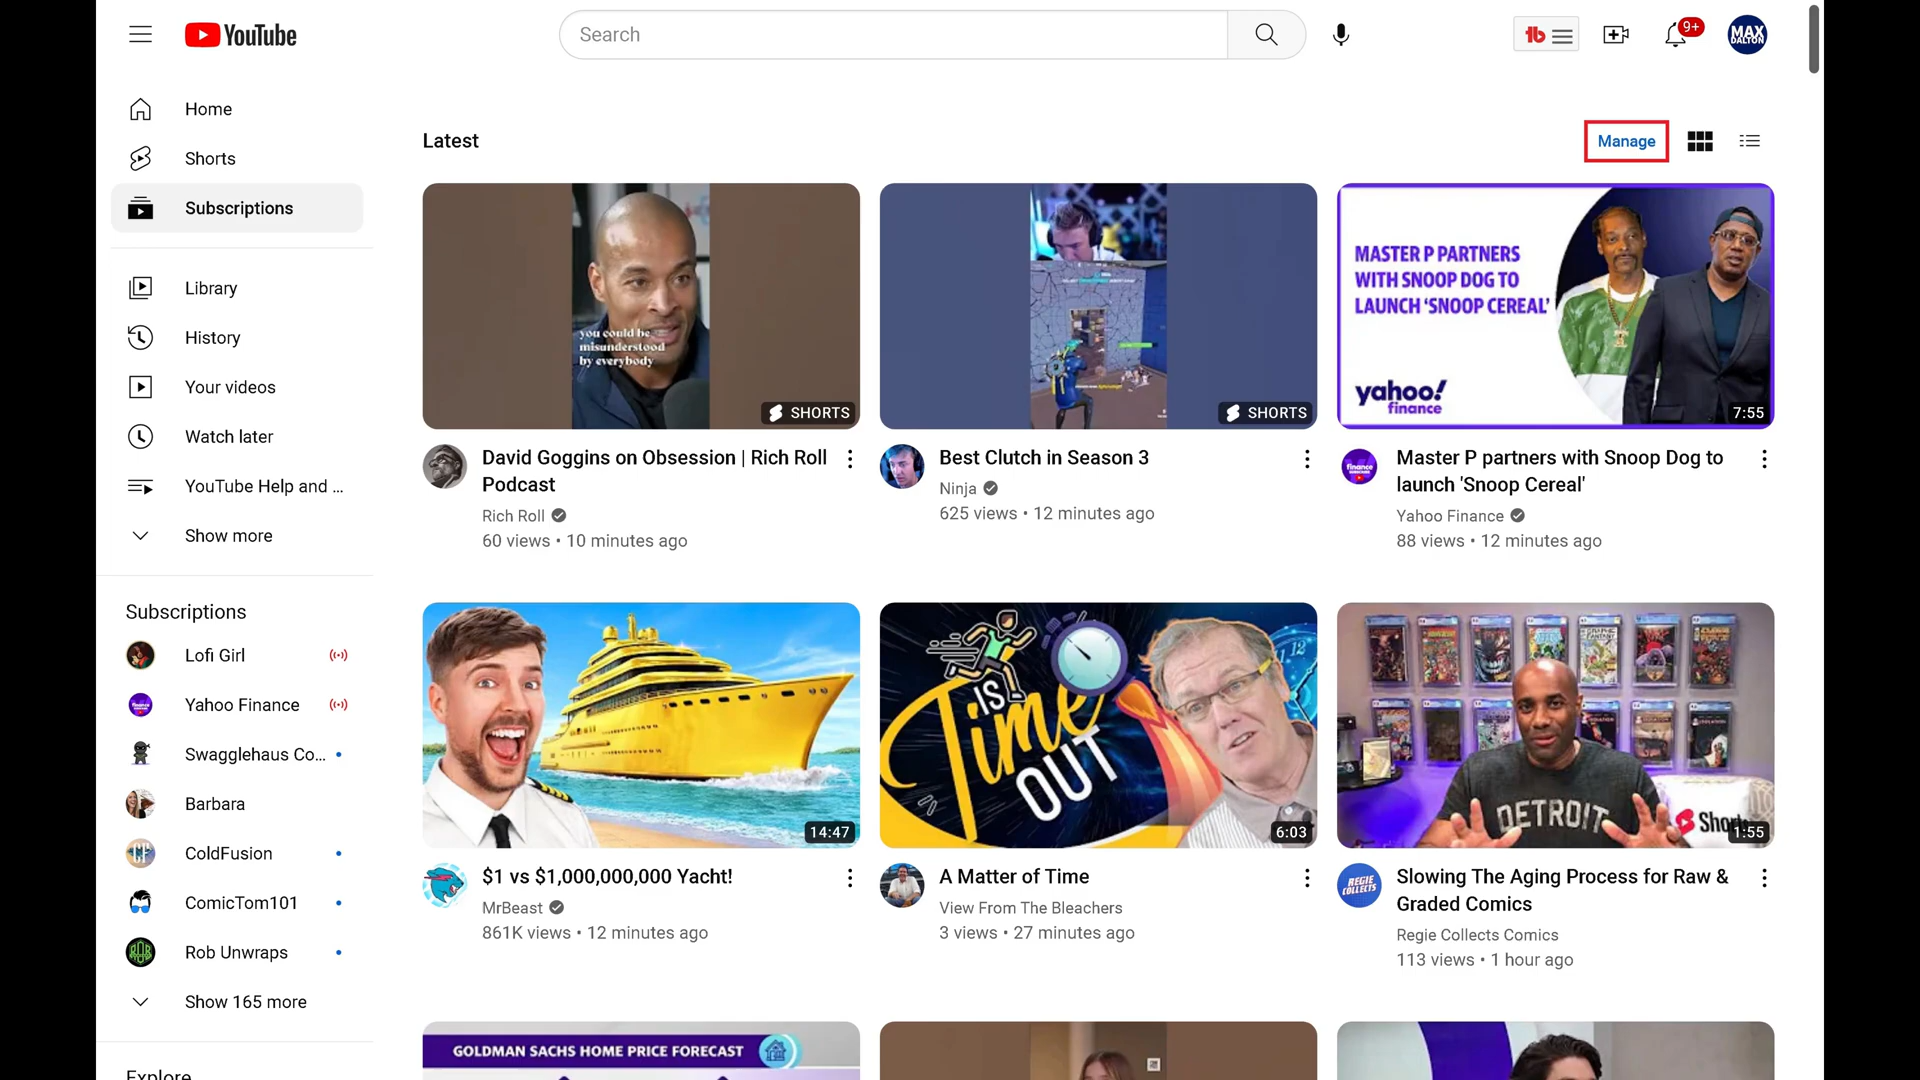 YouTube
Search
9+
MAX
DALTON
Home
Shorts
Subscriptions
Library
History
Your videos
Watch later
YouTube Help and ...
Show more
Subscriptions
Lofi Girl
Yahoo Finance
Swagglehaus Co...
Barbara
ColdFusion
ComicTom101
Rob Unwraps
Show 165 more
Explore
Latest
Manage
you could be
misunderstood
by everybody
SHORTS
David Goggins on Obsession | Rich Roll
Podcast
Rich Roll
60 views • 10 minutes ago
SHORTS
Best Clutch in Season 3
Ninja
625 views • 12 minutes ago
MASTER P PARTNERS
WITH SNOOP DOG TO
LAUNCH ‘SNOOP CEREAL’
yahoo!
finance
7:55
Master P partners with Snoop Dog to
launch 'Snoop Cereal'
Yahoo Finance
88 views • 12 minutes ago
14:47
$1 vs $1,000,000,000 Yacht!
MrBeast
861K views • 12 minutes ago
IS
Time
OUT
12
6:03
A Matter of Time
View From The Bleachers
3 views • 27 minutes ago
DETROIT
Shorts
1:55
REGIE
COLLECTS
Slowing The Aging Process for Raw &
Graded Comics
Regie Collects Comics
113 views • 1 hour ago
GOLDMAN SACHS HOME PRICE FORECAST